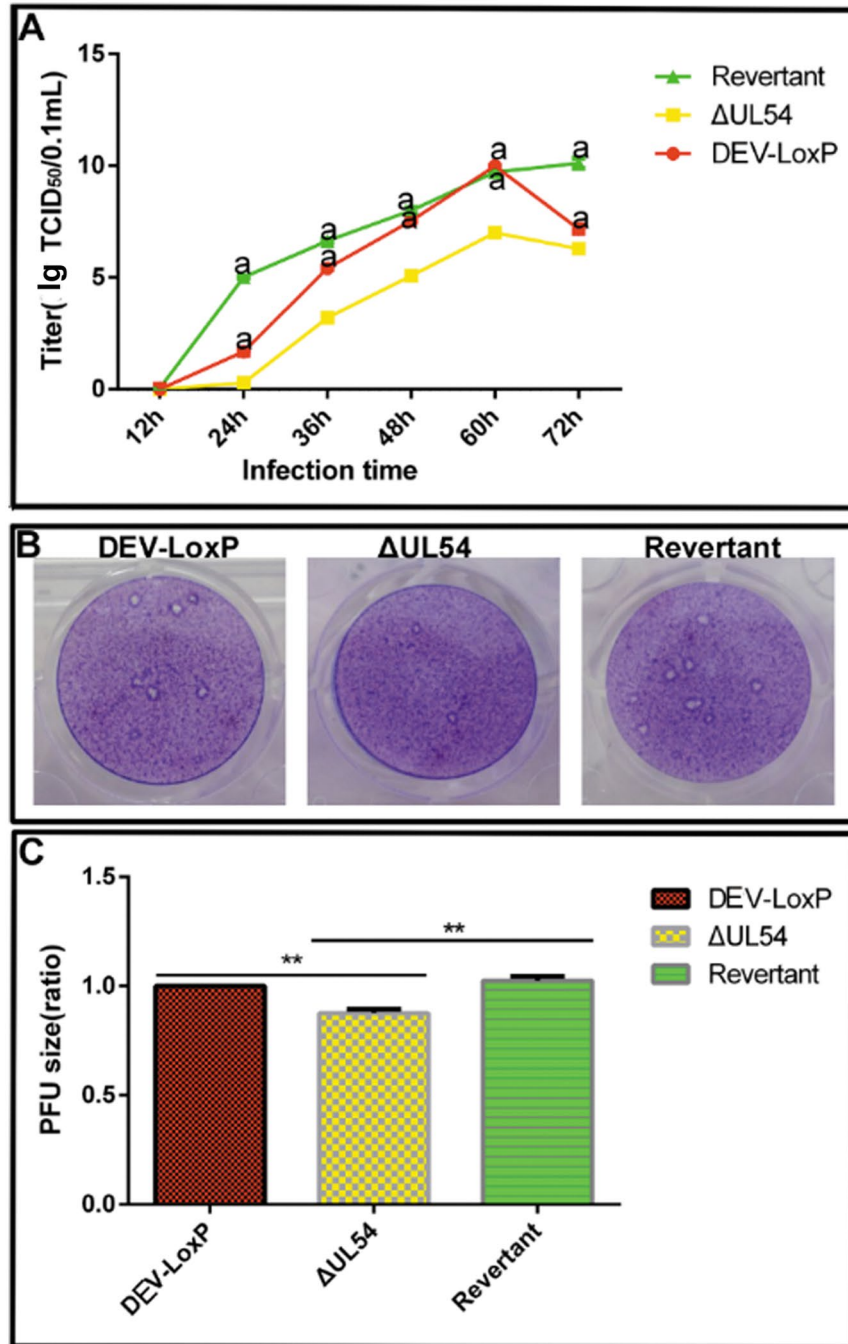 A
15
10
5
0
Titer( lg TCID₅₀/0.1mL)
a
a
a
a
a
a
a
a
a
a
12h
24h
36h
48h
60h
72h
Infection time
Revertant
ΔUL54
DEV-LoxP
B
DEV-LoxP
ΔUL54
Revertant
C
1.5
1.0
0.5
0.0
PFU size(ratio)
**
**
DEV-LoxP
ΔUL54
Revertant
DEV-LoxP
ΔUL54
Revertant